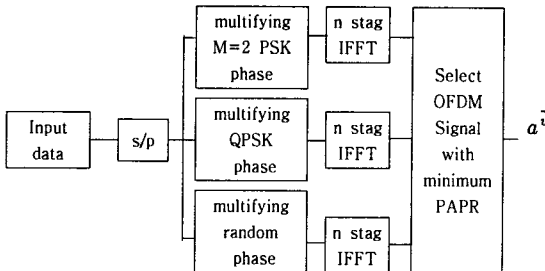 multifying
M=2 PSK
phase
n stag
IFFT
Input
data
s/p
multifying
QPSK
phase
n stag
IFFT
multifying
random
phase
n stag
IFFT
Select
OFDM
Signal
with
minimum
PAPR